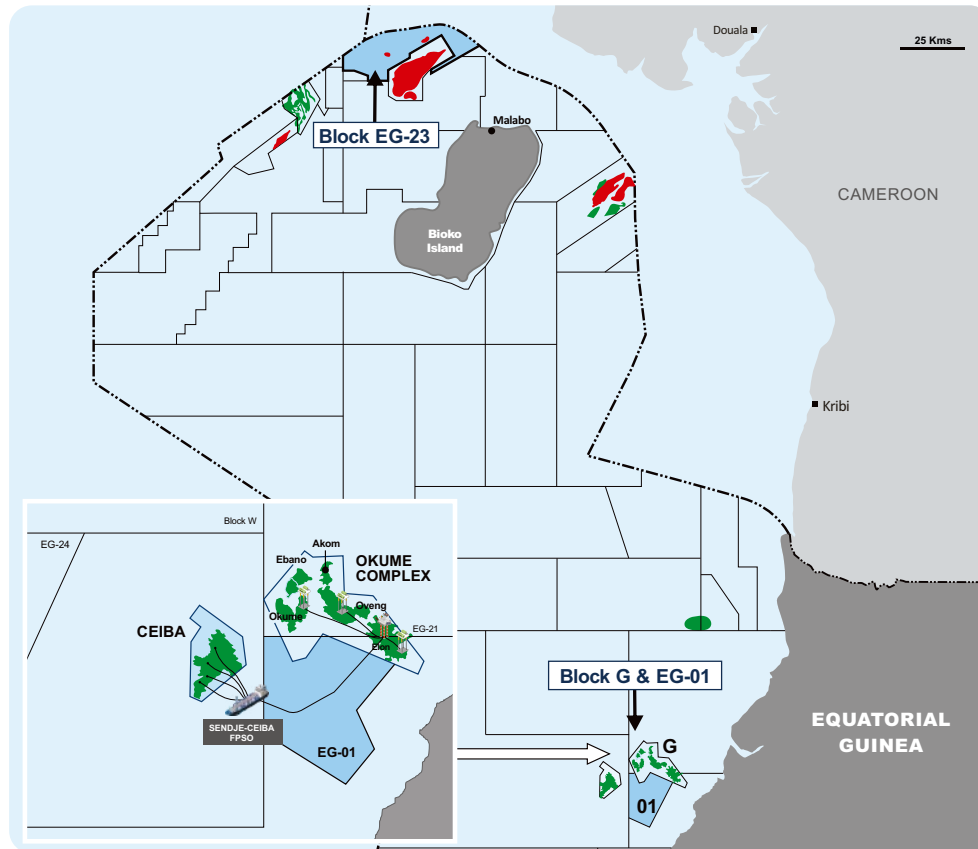 Douala
25 Kms
Block EG-23
Malabo
CAMEROON
Bioko
Island
Kribi
Block W
EG-24
Akom
Ebano
OKUME
COMPLEX
Okume
Oveng
EG-21
Elon
CEIBA
SENDJE-CEIBA
FPSO
EG-01
Block G & EG-01
G
01
EQUATORIAL
GUINEA